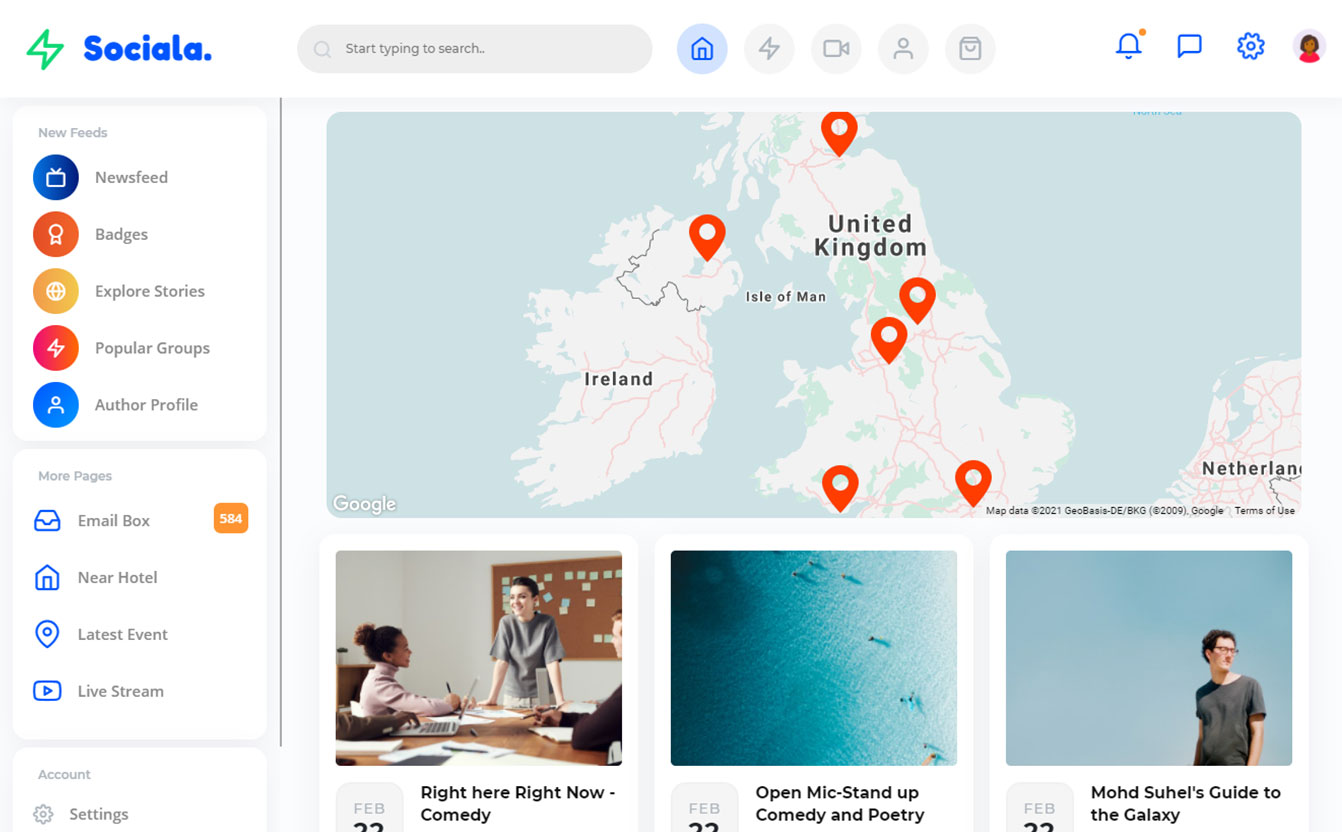 Sociala.
Start typing to search..
New Feeds
Newsfeed
Badges
Explore Stories
Popular Groups
Author Profile
More Pages
Email Box
584
Near Hotel
Latest Event
Live Stream
Account
Settings
North Sea
United
Kingdom
Isle of Man
Ireland
Netherlan
Google
Map data ©2021 GeoBasis-DE/BKG (©2009), Google
Terms of Use
FEB
22
Right here Right Now -
Comedy
FEB
22
Open Mic-Stand up
Comedy and Poetry
FEB
22
Mohd Suhel's Guide to
the Galaxy